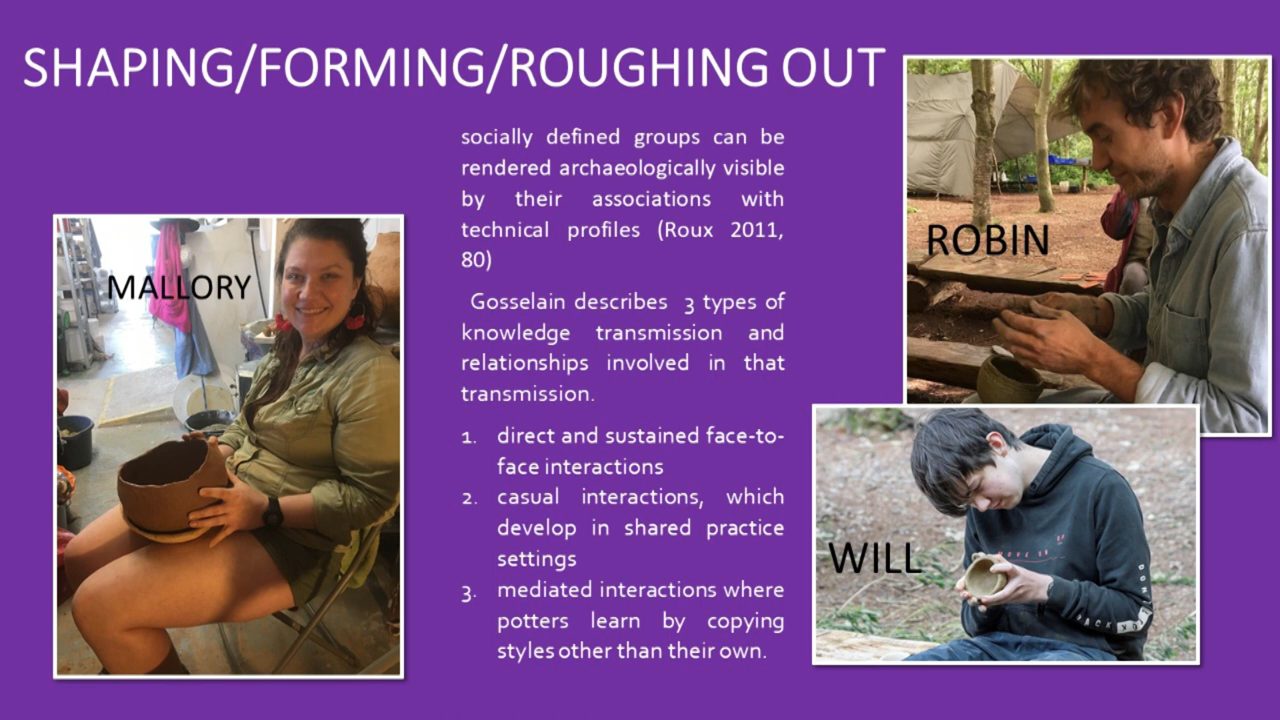 SHAPING/FORMING/ROUGHING OUT
socially defined groups can be
rendered archaeologically visible
by their associations with
technical profiles (Roux 2011,
80)
Gosselain describes 3 types of
knowledge transmission and
relationships involved in that
transmission.
1. direct and sustained face-to-
face interactions
2. casual interactions, which
develop in shared practice
settings
3. mediated interactions where
potters learn by copying
styles other than their own.
MALLORY
ROBIN
WILL